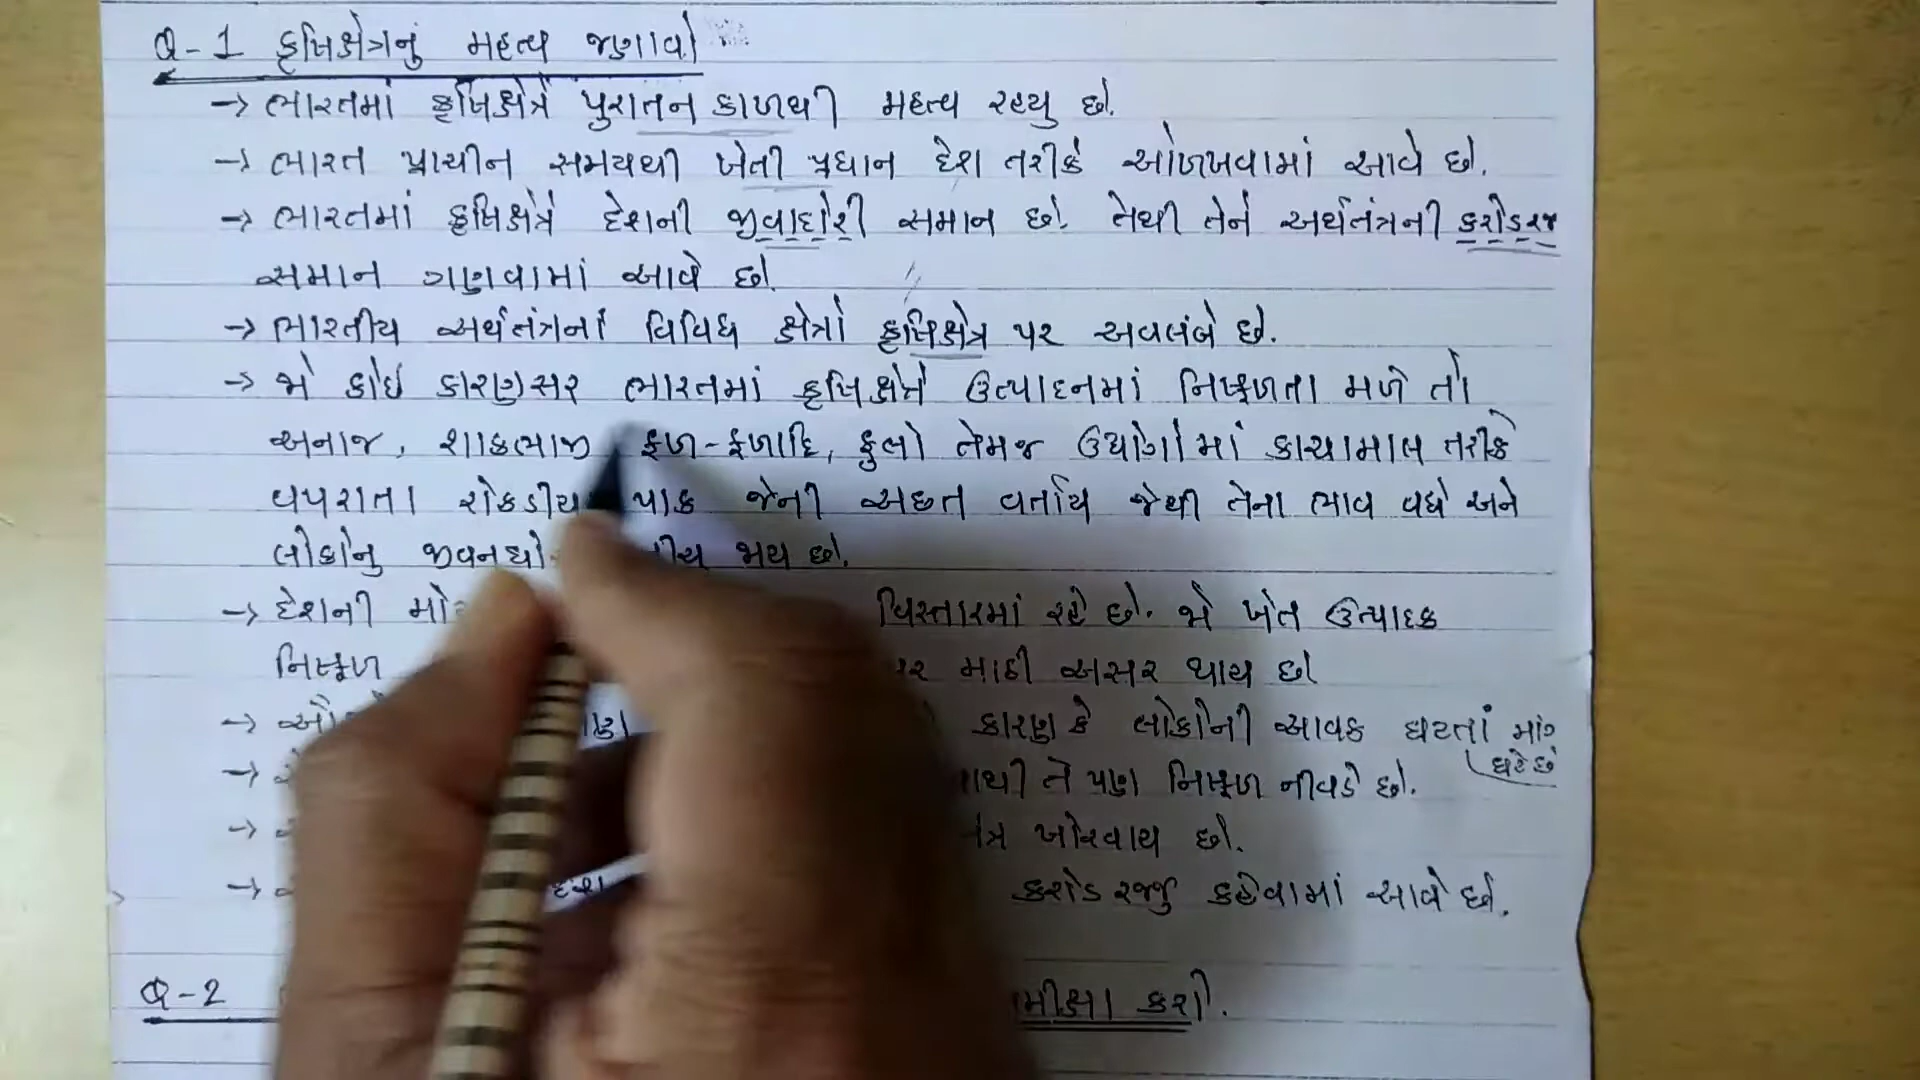 Q-1 કૃષિક્ષેત્રનું મહત્વ જણાવો
→ ભારતમાં કૃષિક્ષેત્રે પુરાતન કાળથી મહત્વ રહ્યુ છે.
→ ભારત પ્રાચીન સમયથી ખેતી પ્રધાન દેશ તરીકે ઓળખવામાં આવે છે.
→ ભારતમાં કૃષિક્ષેત્રે દેશની જીવાદોરી સમાન છે. તેથી તેને અર્થતંત્રની કરોડરજ
સમાન ગણવામાં આવે છે.
→ ભારતીય અર્થતંત્રનાં વિવિધ ક્ષેત્રો કૃષિક્ષેત્ર પર અવલંબે છે.
→ જો કોઇ કારણસર ભારતમાં કૃષિક્ષેત્રે ઉત્પાદનમાં નિષ્ફળતા મળે તો
અનાજ, શાકભાજી ફળ-ફળાદિ, ફુલો તેમજ ઉદ્યોગોમાં કાચામાલ તરીકે
વપરાતા રોકડીયા પાક જેની અછત વર્તાય જેથી તેના ભાવ વધે અને
લોકોનુ જીવનધો નીચ જાય છે.
→ દેશની મો વિસ્તારમાં રહે છે. જો ખેત ઉત્પાદક
નિષ્ફળ પર માઠી અસર થાય છે
→ ઔ કારણ કે લોકોની આવક ઘટતાં માંગ
ઘટે છે
→ થી તે પણ નિષ્ફળ નીવડે છે.
→ તંત્ર ખોરવાય છે.
→ દેશ કરોડ રજ્જુ કહેવામાં આવે છે.
Q-2 સમીક્ષા કરો.